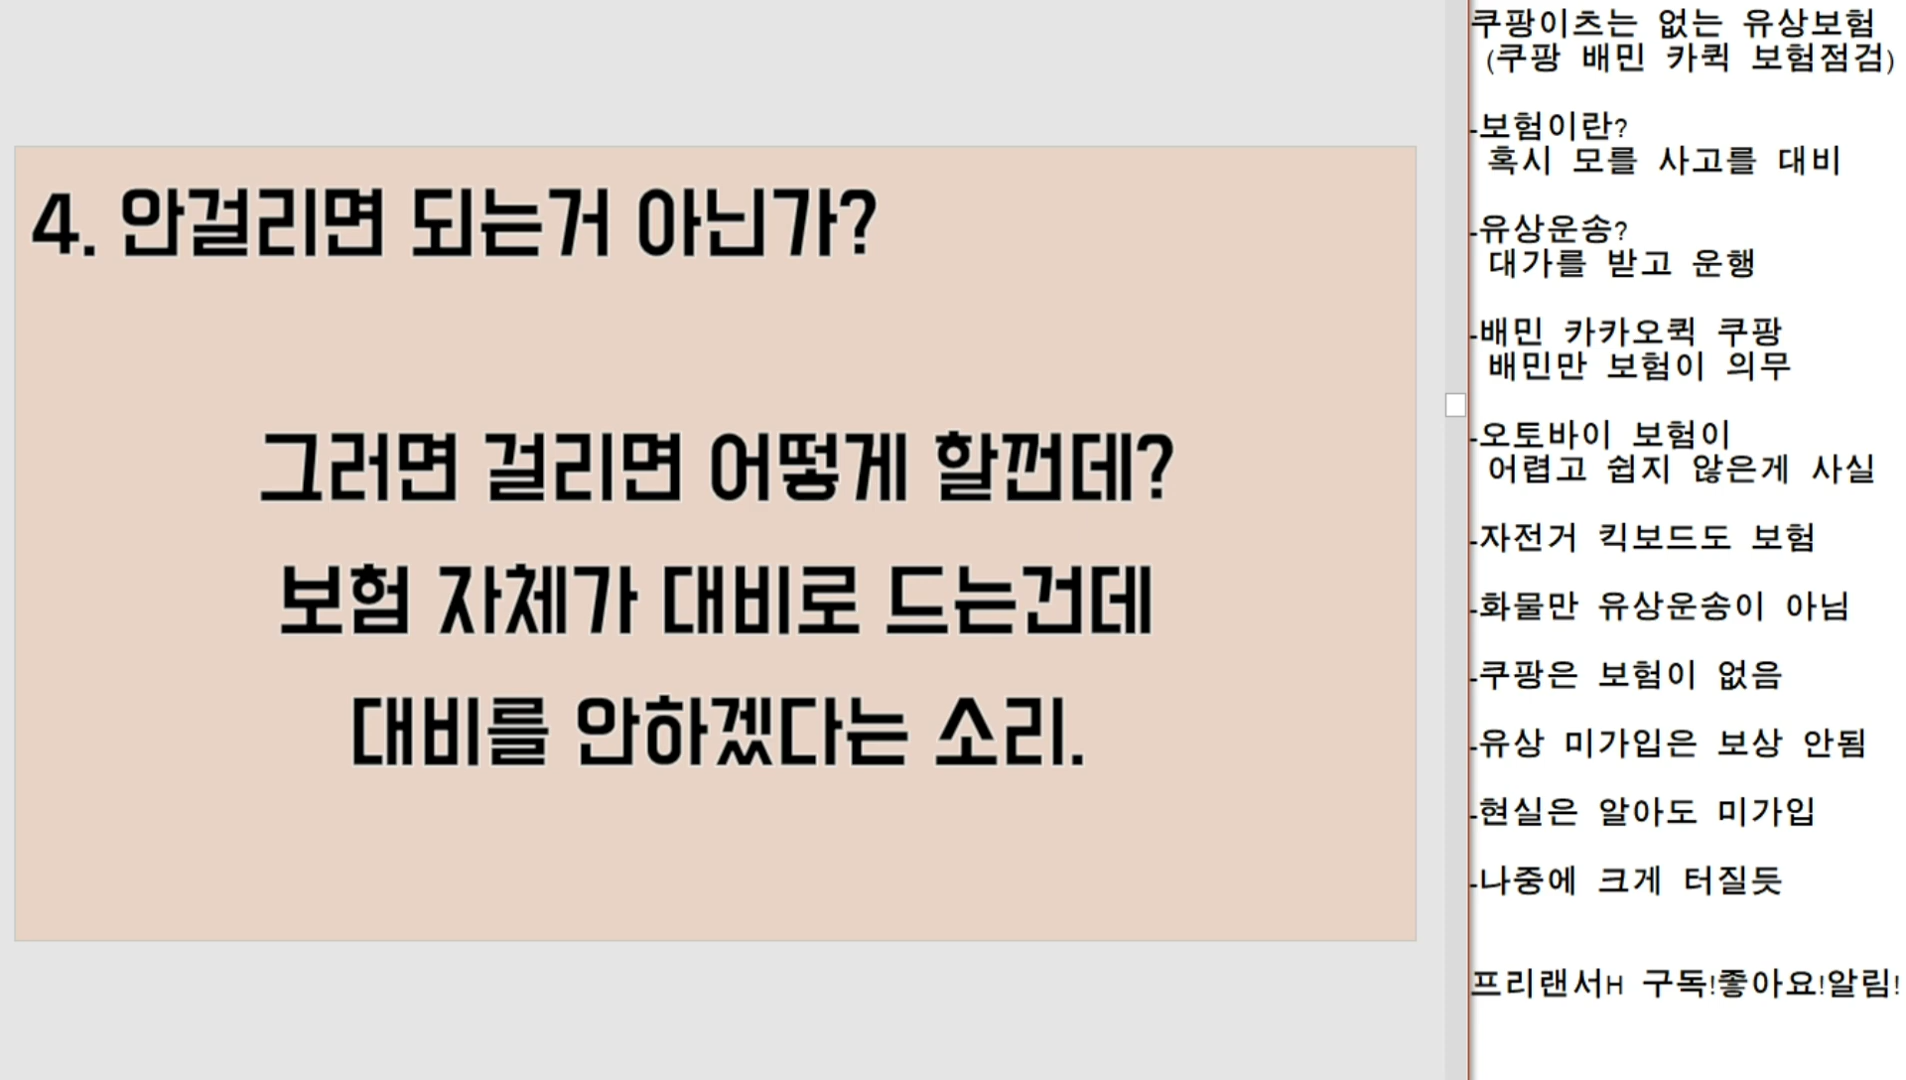 4. 안걸리면 되는거 아닌가?
그러면 걸리면 어떻게 할껀데?
보험 자체가 대비로 드는건데
대비를 안하겠다는 소리.
쿠팡이츠는 없는 유상보험
(쿠팡 배민 카퀵 보험점검)
-보험이란?
혹시 모를 사고를 대비
-유상운송?
대가를 받고 운행
-배민 카카오퀵 쿠팡
배민만 보험이 의무
-오토바이 보험이
어렵고 쉽지 않은게 사실
-자전거 킥보드도 보험
-화물만 유상운송이 아님
-쿠팡은 보험이 없음
-유상 미가입은 보상 안됨
-현실은 알아도 미가입
-나중에 크게 터질듯
프리랜서H 구독!좋아요!알림!